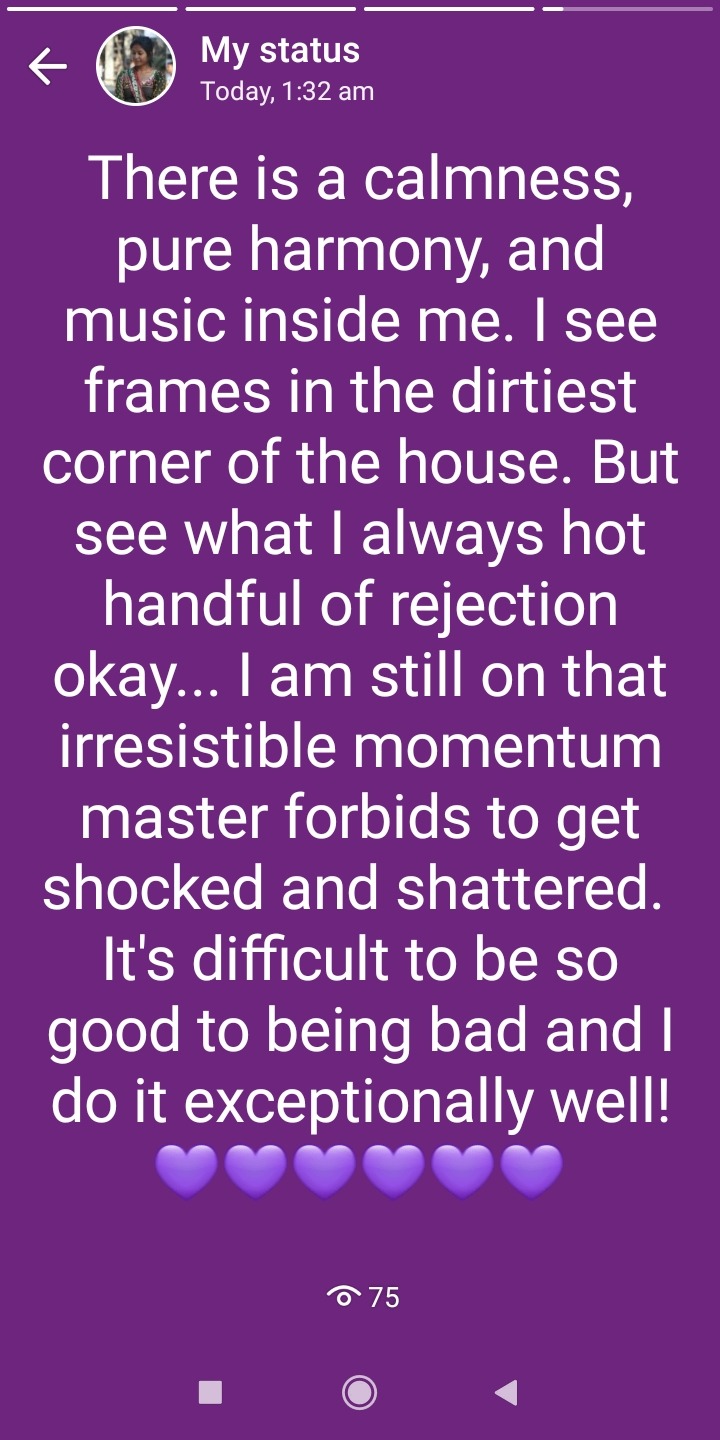 My status
Today, 1:32 am
There is a calmness,
pure harmony, and
music inside me. I see
frames in the dirtiest
corner of the house. But
see what I always hot
handful of rejection
okay... I am still on that
irresistible momentum
master forbids to get
shocked and shattered.
It's difficult to be so
good to being bad and I
do it exceptionally well!
💜💜💜💜💜💜
75